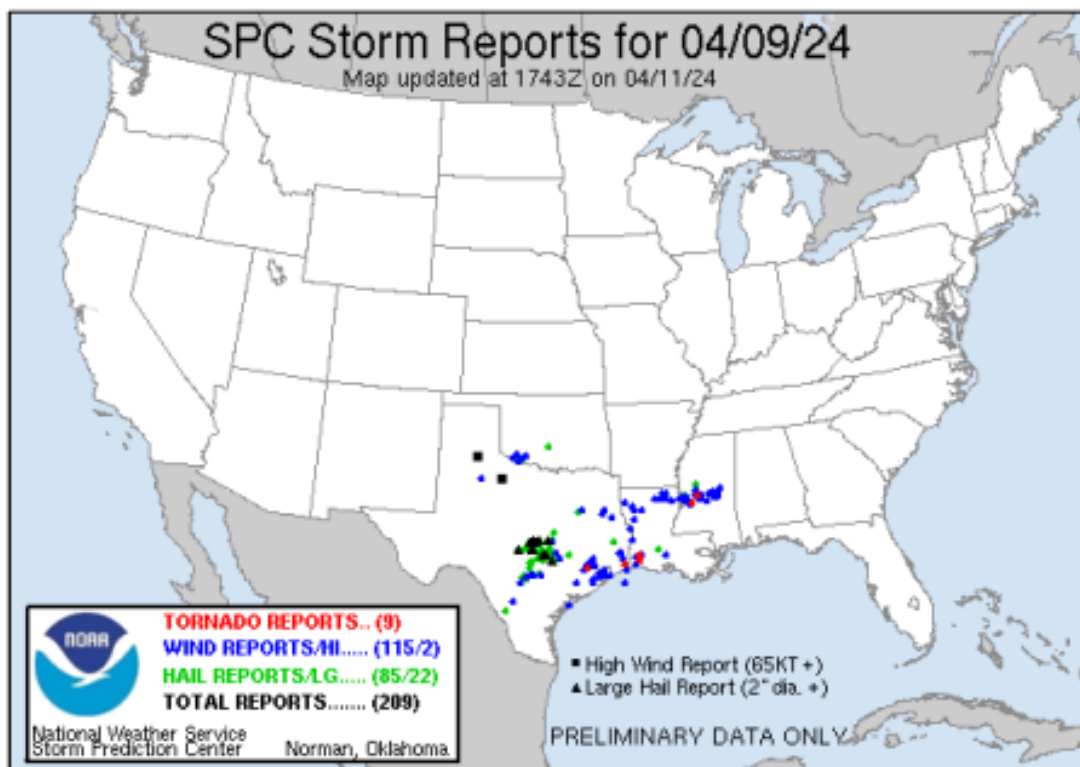 SPC Storm Reports for 04/09/24
Map updated at 1743Z on 04/11/24
NOAA
TORNADO REPORTS.. (9)
WIND REPORTS/HI..... (115/2)
HAIL REPORTS/LG..... (85/22)
TOTAL REPORTS....... (209)
National Weather Service
Storm Prediction Center Norman, Oklahoma
■ High Wind Report (65KT +)
▲ Large Hail Report (2" dia. +)
PRELIMINARY DATA ONLY